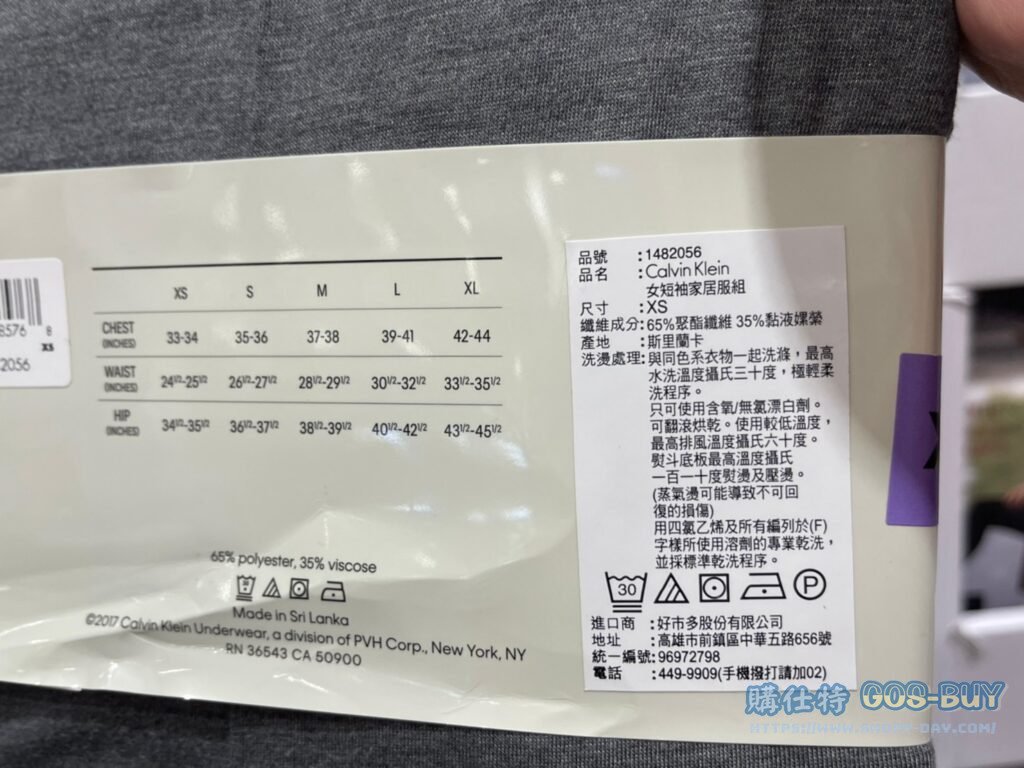 8576 8
XS
2056
XS S M L XL
CHEST (INCHES) 33-34 35-36 37-38 39-41 42-44
WAIST (INCHES) 24½-25½ 26½-27½ 28½-29½ 30½-32½ 33½-35½
HIP (INCHES) 34½-35½ 36½-37½ 38½-39½ 40½-42½ 43½-45½
65% polyester, 35% viscose
Made in Sri Lanka
©2017 Calvin Klein Underwear, a division of PVH Corp., New York, NY
RN 36543 CA 50900
品號 :1482056
品名 :Calvin Klein
女短袖家居服組
尺寸 :XS
纖維成分:65%聚酯纖維 35%黏液嫘縈
產地 :斯里蘭卡
洗燙處理:與同色系衣物一起洗滌，最高
水洗溫度攝氏三十度，極輕柔
洗程序。
只可使用含氧/無氯漂白劑。
可翻滾烘乾。使用較低溫度，
最高排風溫度攝氏六十度。
熨斗底板最高溫度攝氏
一百一十度熨燙及壓燙。
(蒸氣燙可能導致不可回
復的損傷)
用四氯乙烯及所有編列於(F)
字樣所使用溶劑的專業乾洗，
並採標準乾洗程序。
30 P
進口商 :好市多股份有限公司
地址 :高雄市前鎮區中華五路656號
統一編號:96972798
電話 :449-9909(手機撥打請加02)
購仕特 GOS-BUY